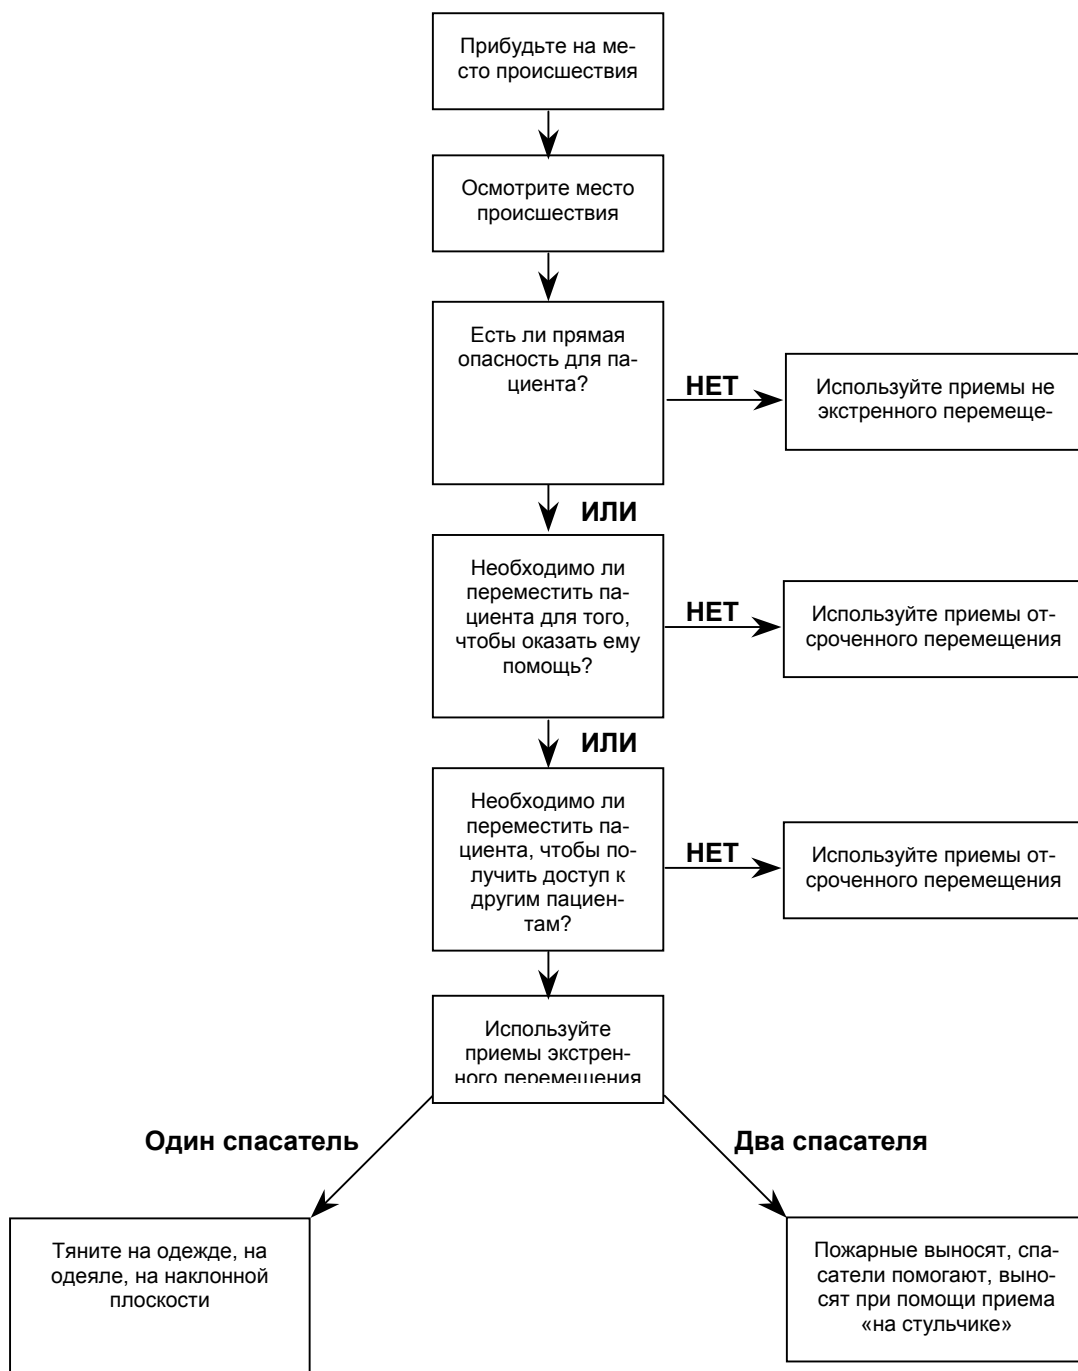 Прибудьте на ме-
сто происшествия
Осмотрите место
происшествия
Есть ли прямая
опасность для па-
циента?
НЕТ
Используйте приемы не
экстренного перемеще-
ИЛИ
Необходимо ли
переместить па-
циента для того,
чтобы оказать ему
помощь?
НЕТ
Используйте приемы от-
сроченного перемещения
ИЛИ
Необходимо ли
переместить па-
циента, чтобы по-
лучить доступ к
другим пациен-
там?
НЕТ
Используйте приемы от-
сроченного перемещения
Используйте
приемы экстрен-
ного перемещения
Один спасатель
Два спасателя
Тяните на одежде, на
одеяле, на наклонной
плоскости
Пожарные выносят, спа-
сатели помогают, выно-
сят при помощи приема
«на стульчике»